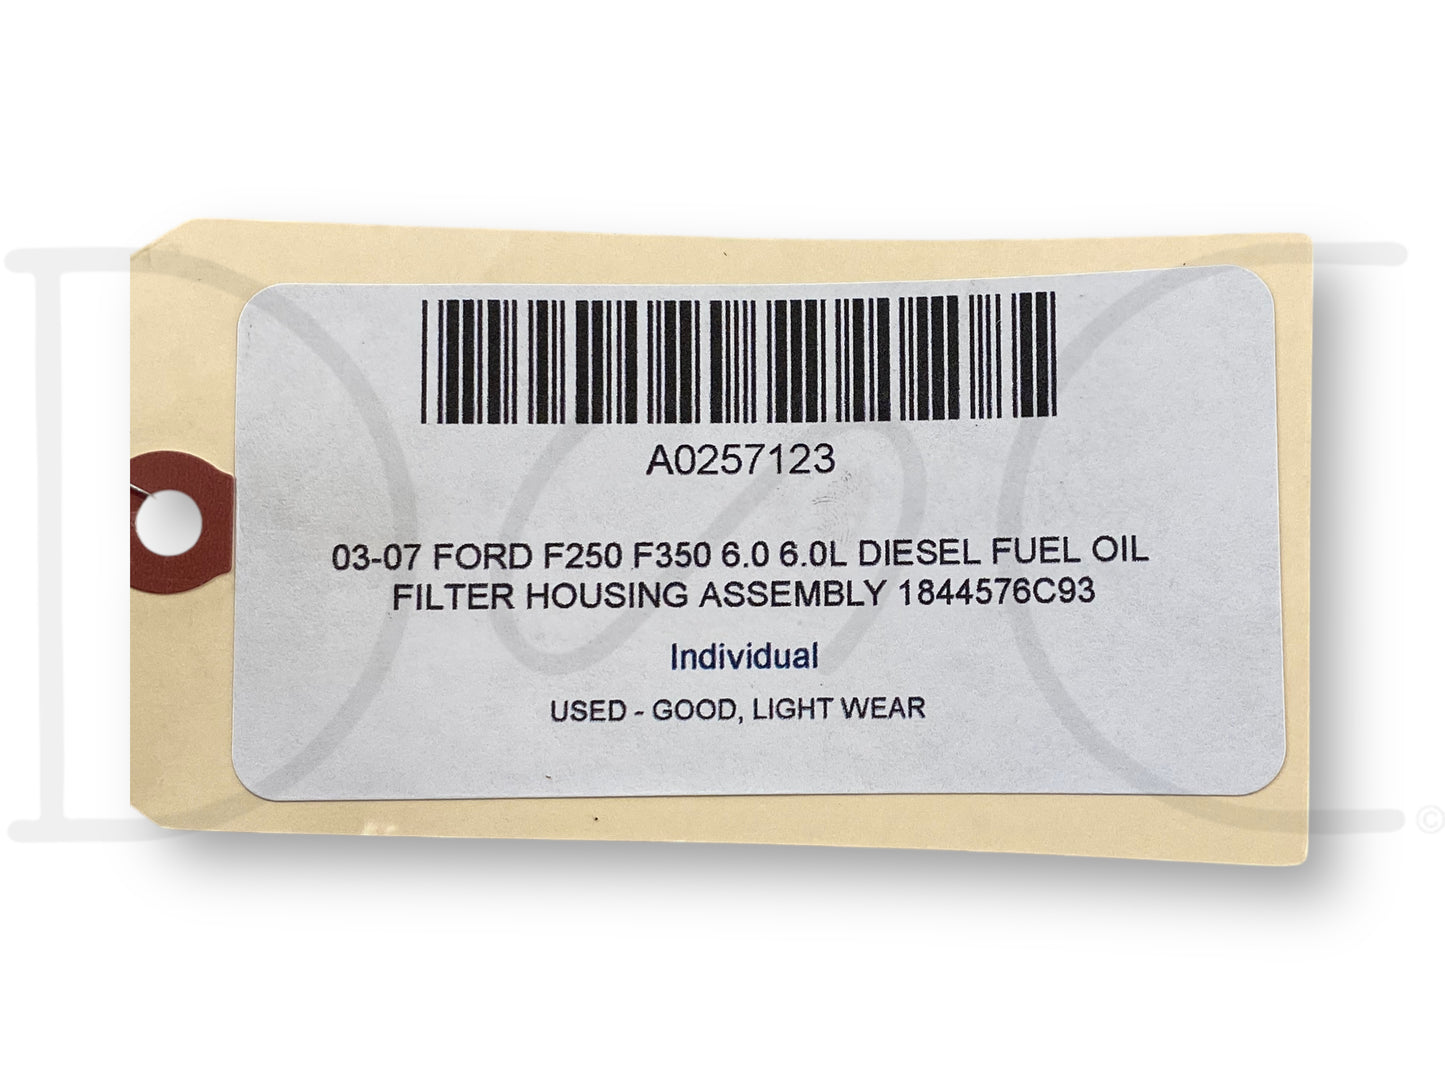 A0257123
03-07 FORD F250 F350 6.0 6.0L DIESEL FUEL OIL
FILTER HOUSING ASSEMBLY 1844576C93
Individual
USED - GOOD, LIGHT WEAR
©